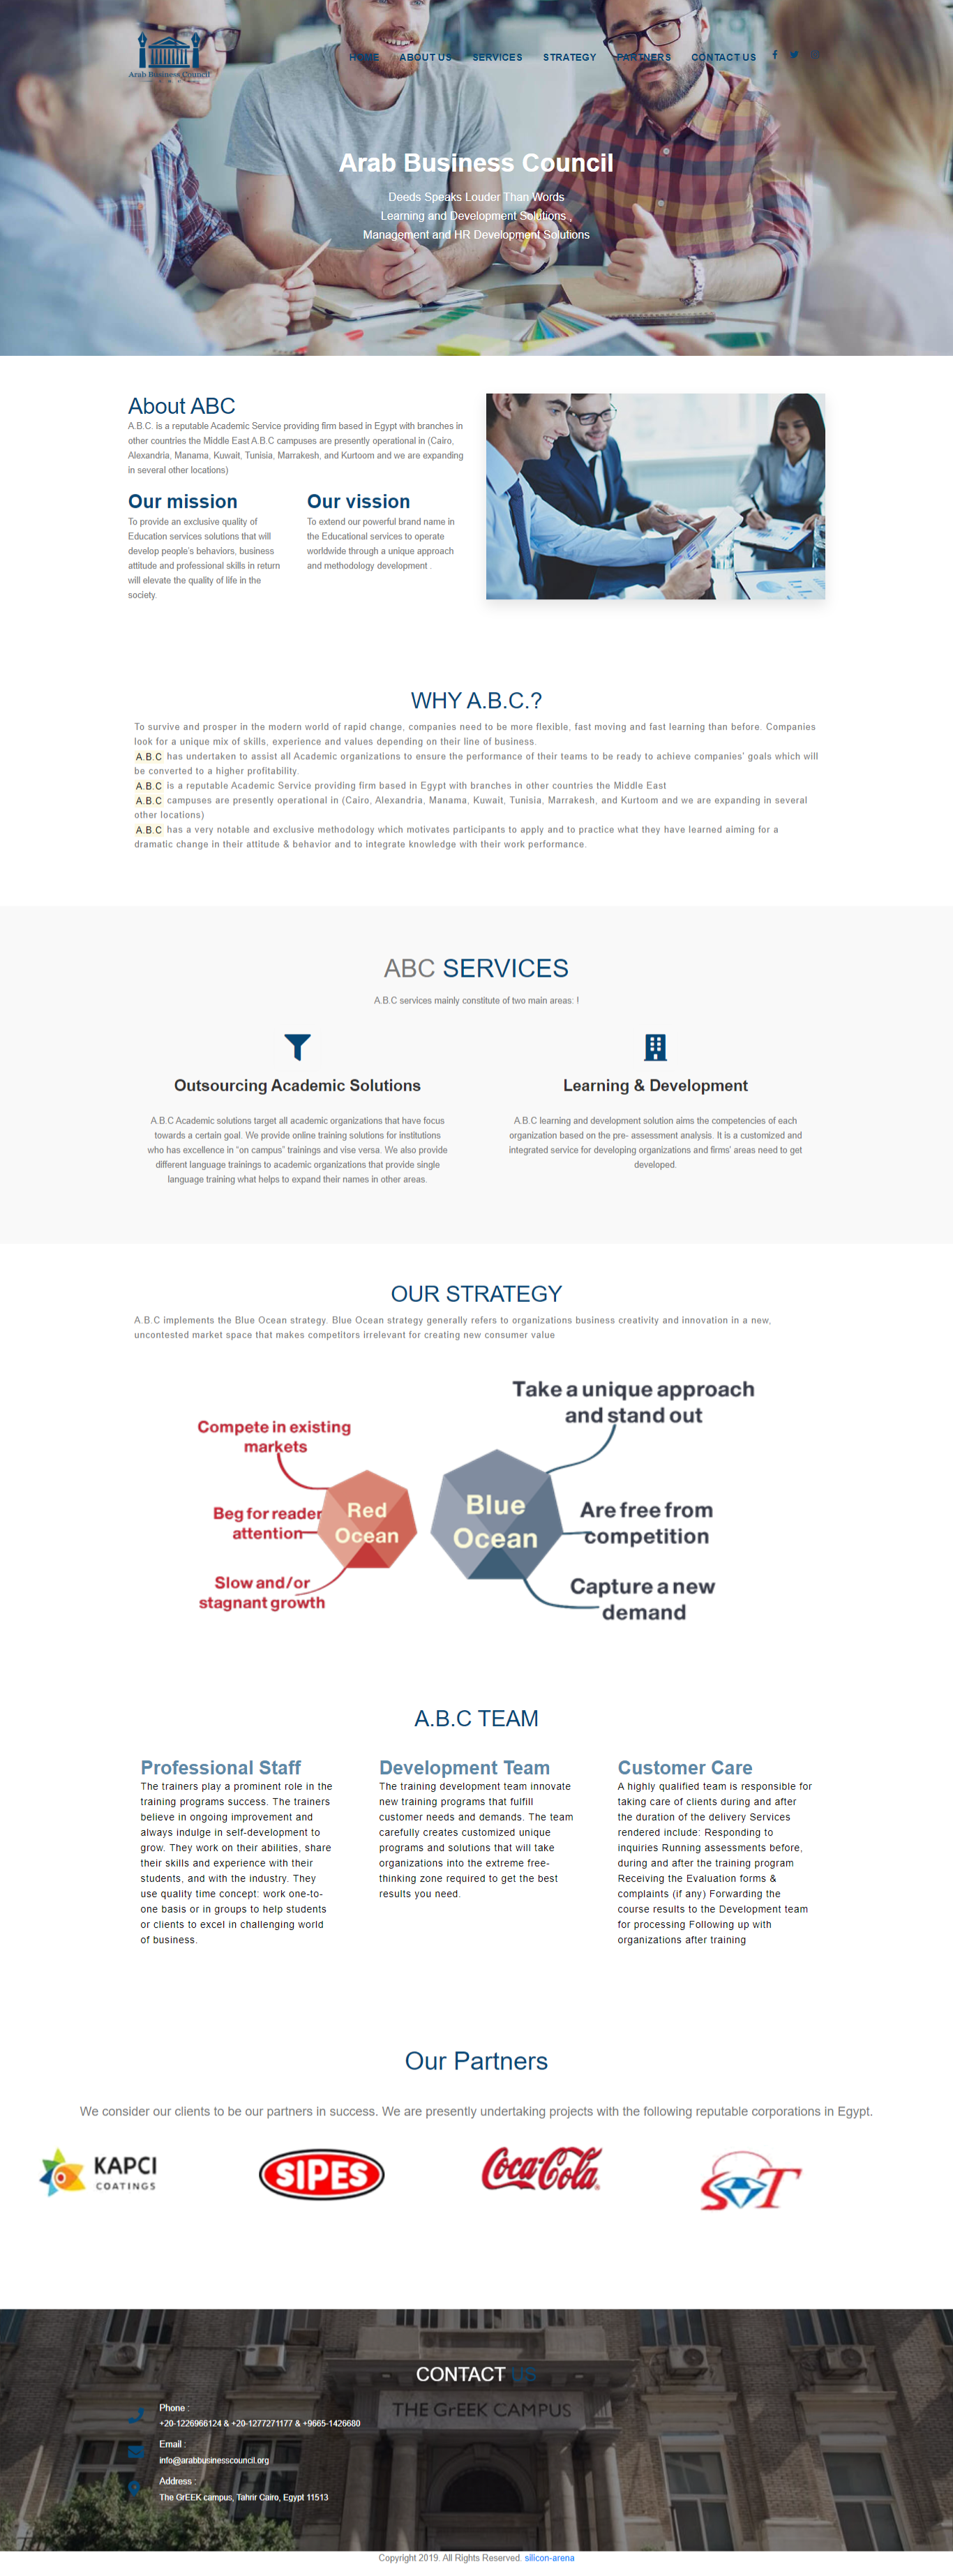 Arab Business Council
HOME ABOUT US SERVICES STRATEGY PARTNERS CONTACT US
Arab Business Council
Deeds Speaks Louder Than Words
Learning and Development Solutions ,
Management and HR Development Solutions
About ABC
A.B.C. is a reputable Academic Service providing firm based in Egypt with branches in
other countries the Middle East A.B.C campuses are presently operational in (Cairo,
Alexandria, Manama, Kuwait, Tunisia, Marrakesh, and Kurtoom and we are expanding
in several other locations)
Our mission
To provide an exclusive quality of
Education services solutions that will
develop people's behaviors, business
attitude and professional skills in return
will elevate the quality of life in the
society.
Our vission
To extend our powerful brand name in
the Educational services to operate
worldwide through a unique approach
and methodology development .
WHY A.B.C.?
To survive and prosper in the modern world of rapid change, companies need to be more flexible, fast moving and fast learning than before. Companies
look for a unique mix of skills, experience and values depending on their line of business.
A.B.C has undertaken to assist all Academic organizations to ensure the performance of their teams to be ready to achieve companies' goals which will
be converted to a higher profitability.
A.B.C is a reputable Academic Service providing firm based in Egypt with branches in other countries the Middle East
A.B.C campuses are presently operational in (Cairo, Alexandria, Manama, Kuwait, Tunisia, Marrakesh, and Kurtoom and we are expanding in several
other locations)
A.B.C has a very notable and exclusive methodology which motivates participants to apply and to practice what they have learned aiming for a
dramatic change in their attitude & behavior and to integrate knowledge with their work performance.
ABC SERVICES
A.B.C services mainly constitute of two main areas: !
Outsourcing Academic Solutions
A.B.C Academic solutions target all academic organizations that have focus
towards a certain goal. We provide online training solutions for institutions
who has excellence in “on campus” trainings and vise versa. We also provide
different language trainings to academic organizations that provide single
language training what helps to expand their names in other areas.
Learning & Development
A.B.C learning and development solution aims the competencies of each
organization based on the pre- assessment analysis. It is a customized and
integrated service for developing organizations and firms' areas need to get
developed.
OUR STRATEGY
A.B.C implements the Blue Ocean strategy. Blue Ocean strategy generally refers to organizations business creativity and innovation in a new,
uncontested market space that makes competitors irrelevant for creating new consumer value
Compete in existing
markets
Beg for reader
attention
Slow and/or
stagnant growth
Red
Ocean
Blue
Ocean
Take a unique approach
and stand out
Are free from
competition
Capture a new
demand
A.B.C TEAM
Professional Staff
The trainers play a prominent role in the
training programs success. The trainers
believe in ongoing improvement and
always indulge in self-development to
grow. They work on their abilities, share
their skills and experience with their
students, and with the industry. They
use quality time concept: work one-to-
one basis or in groups to help students
or clients to excel in challenging world
of business.
Development Team
The training development team innovate
new training programs that fulfill
customer needs and demands. The team
carefully creates customized unique
programs and solutions that will take
organizations into the extreme free-
thinking zone required to get the best
results you need.
Customer Care
A highly qualified team is responsible for
taking care of clients during and after
the duration of the delivery Services
rendered include: Responding to
inquiries Running assessments before,
during and after the training program
Receiving the Evaluation forms &
complaints (if any) Forwarding the
course results to the Development team
for processing Following up with
organizations after training
Our Partners
We consider our clients to be our partners in success. We are presently undertaking projects with the following reputable corporations in Egypt.
KAPCI
COATINGS
SIPES
Coca-Cola
SVT
CONTACT US
THE GrEEK CAMPUS
Phone :
+20-1226966124 & +20-1277271177 & +9665-1426680
Email :
info@arabbusinesscouncil.org
Address :
The GrEEK campus, Tahrir Cairo, Egypt 11513
Copyright 2019. All Rights Reserved. silicon-arena